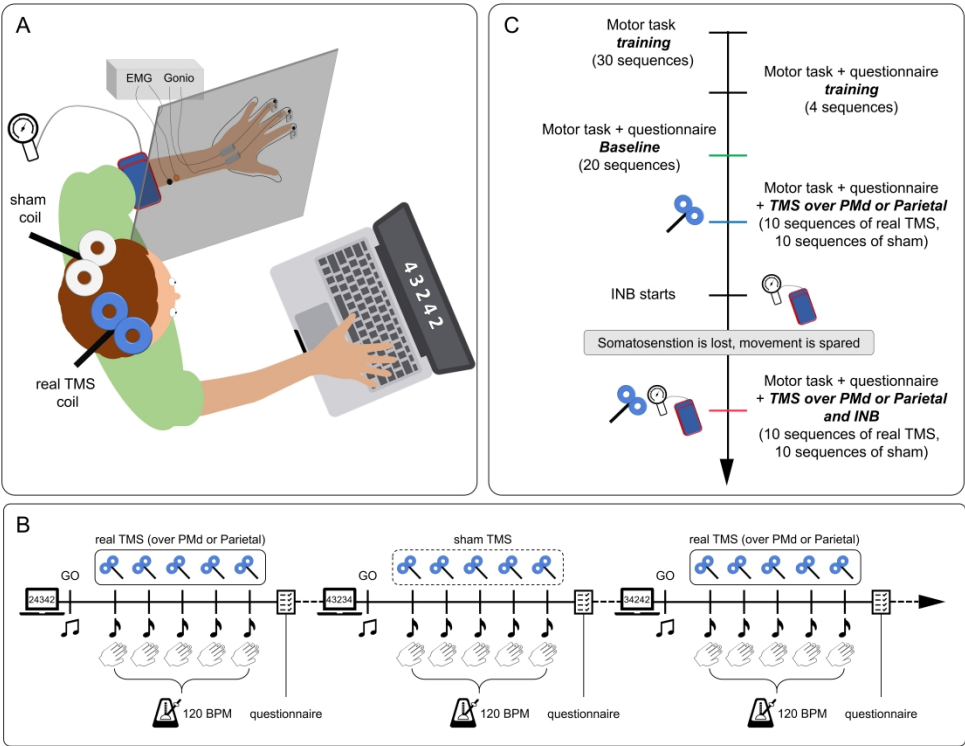 A
EMG Gonio
sham
coil
real TMS
coil
4 3 2 4 2
C
Motor task
training
(30 sequences)
Motor task + questionnaire
training
(4 sequences)
Motor task + questionnaire
Baseline
(20 sequences)
Motor task + questionnaire
+ TMS over PMd or Parietal
(10 sequences of real TMS,
10 sequences of sham)
INB starts
Somatosenstion is lost, movement is spared
Motor task + questionnaire
+ TMS over PMd or Parietal
and INB
(10 sequences of real TMS,
10 sequences of sham)
B
real TMS (over PMd or Parietal)
sham TMS
real TMS (over PMd or Parietal)
GO
GO
GO
24342
43234
34242
120 BPM questionnaire
120 BPM questionnaire
120 BPM questionnaire